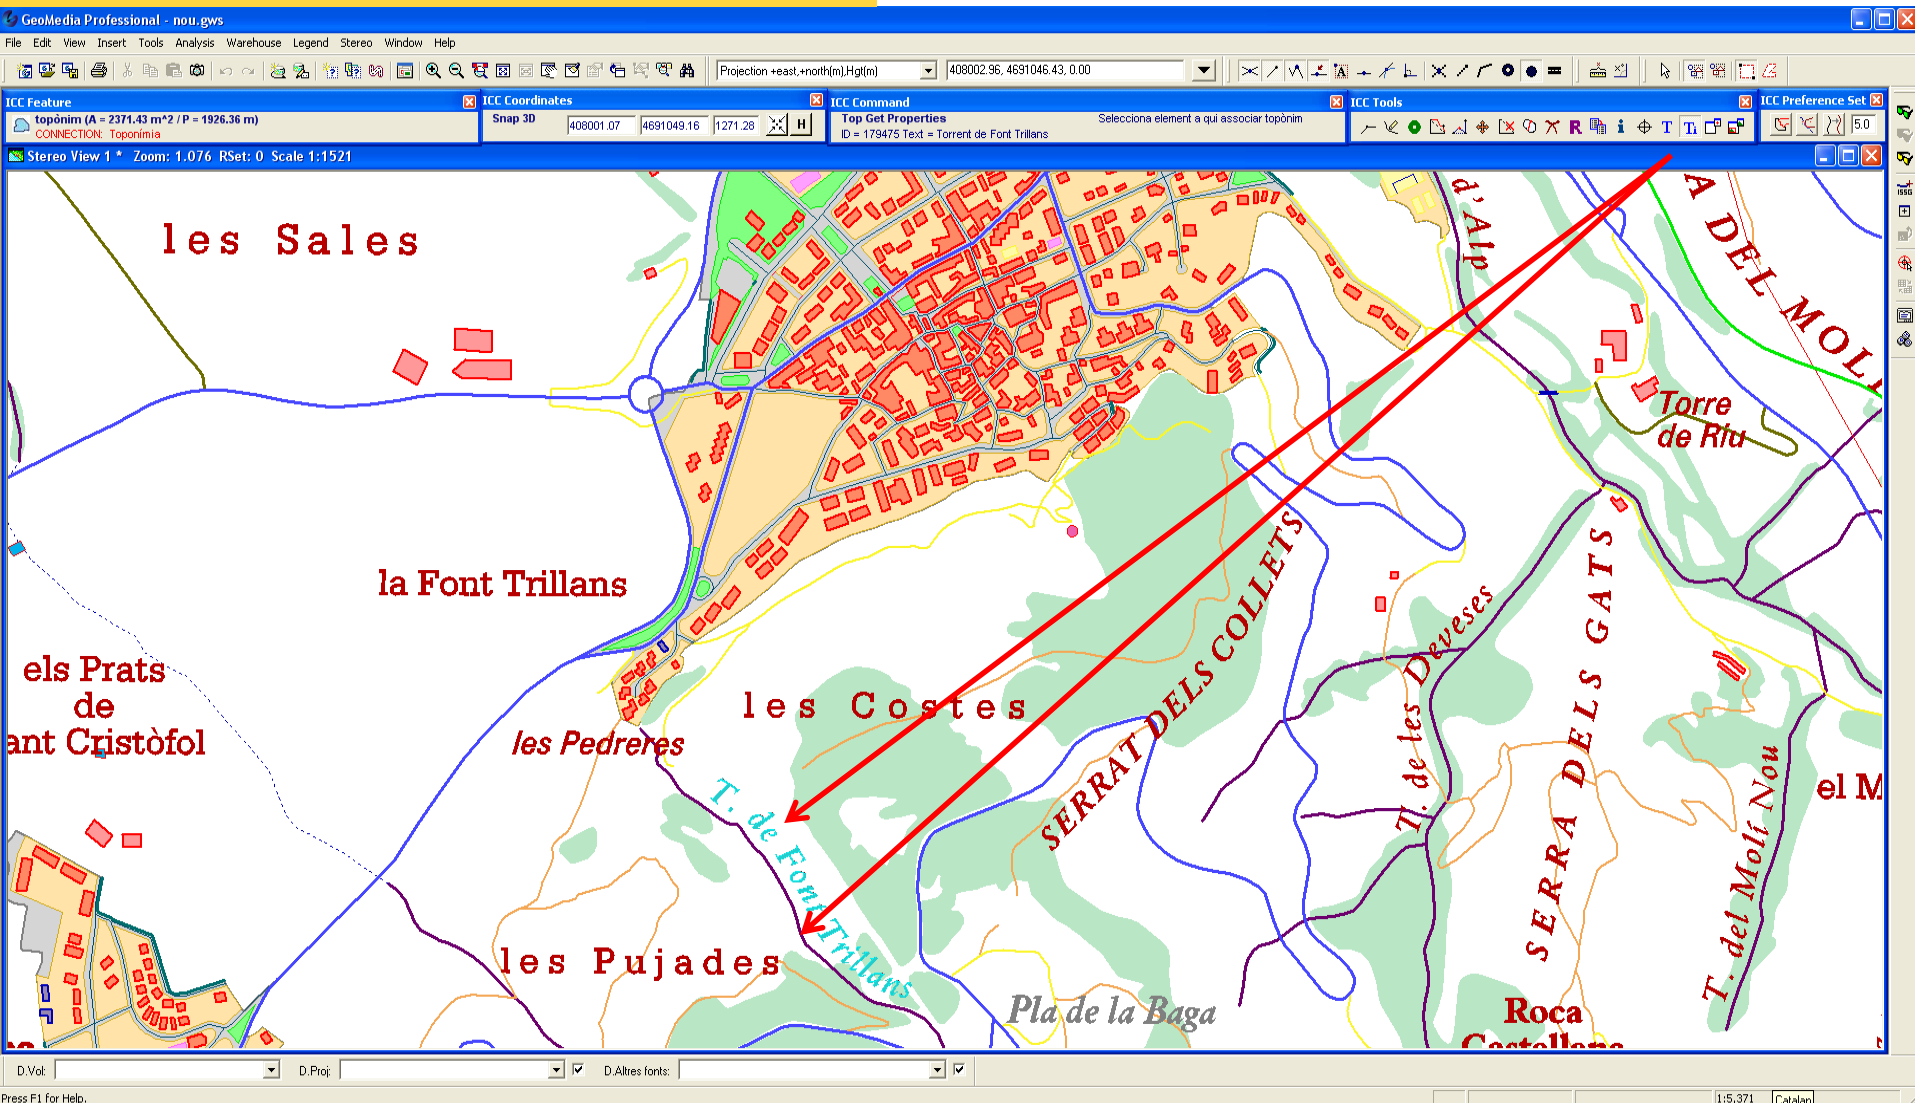 GeoMedia Professional - nou.gws
File Edit View Insert Tools Analysis Warehouse Legend Stereo Window Help
Projection +east,+north(m),Hgt(m)
408002.96, 4691046.43, 0.00
ICC Feature
topònim (A = 2371.43 m^2 / P = 1926.36 m)
CONNECTION: Toponímia
ICC Coordinates
Snap 3D
408001.07
4691049.16
1271.28
H
ICC Command
Top Get Properties
Selecciona element a qui associar topònim
ID = 179475 Text = Torrent de Font Trillans
ICC Tools
ICC Preference Set
5.0
Stereo View 1 * Zoom: 1.076 RSet: 0 Scale 1:1521
les Sales
d'Alp
A DEL MOLÍ
Torre
de Riu
la Font Trillans
els Prats
de
ant Cristòfol
les Pedreres
les Costes
SERRAT DELS COLLETS
T. de les Deveses
SERRA DELS GATS
T. del Molí Nou
el M
T. de Font Trillans
les Pujades
Pla de la Baga
Roca
Castellana
D.Vol:
D.Proj:
D.Altres fonts:
Press F1 for Help.
1:5.371
Catalan